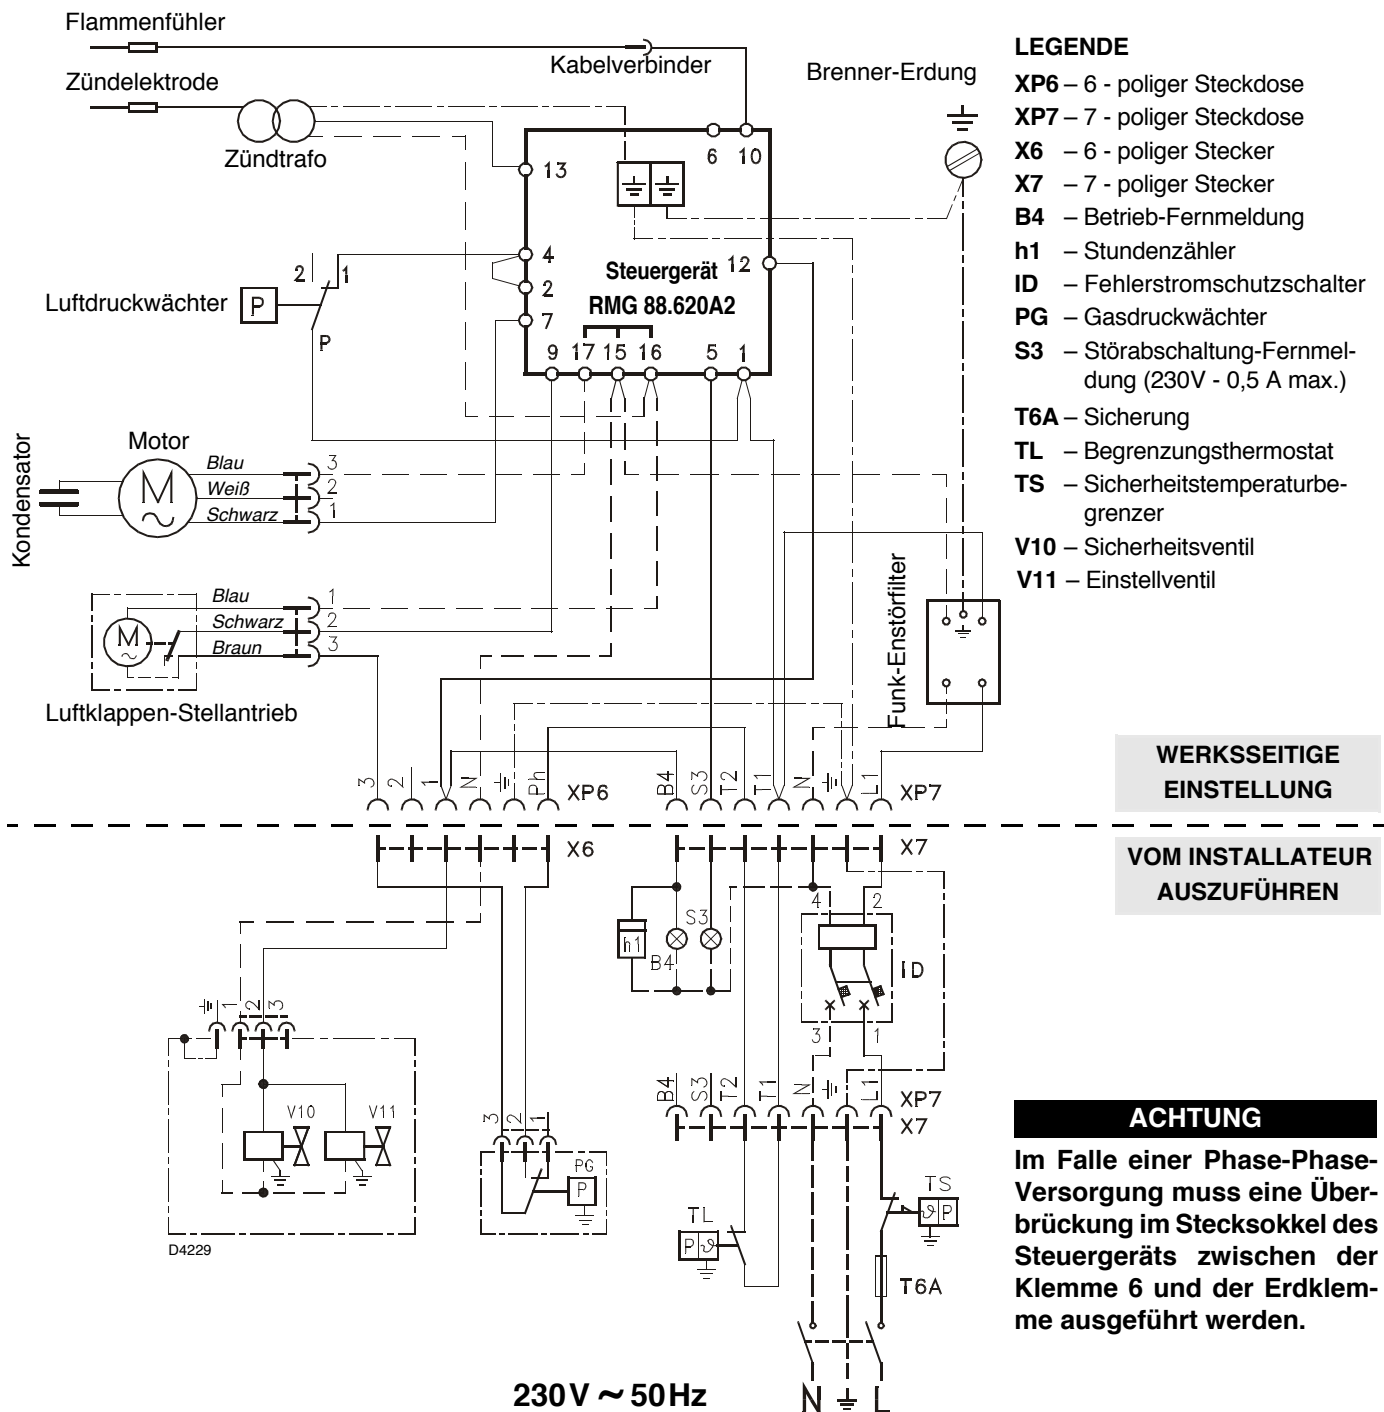 Flammenfühler
Kabelverbinder
Zündelektrode
Zündtrafo
Brenner-Erdung
6 10
13
4
2 1
12
Steuergerät
RMG 88.620A2
2
7
Luftdruckwächter
P
P
9 17 15 16 5 1
Kondensator
Motor
M
Blau 3
Weiß 2
Schwarz 1
Blau 1
Schwarz 2
Braun 3
M
Luftklappen-Stellantrieb
Funk-Enstörfilter
3 2 1 N Ph XP6
B4 S3 T2 T1 N L1 XP7
X6
X7
4 2
S3
h1
B4
ID
3 1
1 2 3
V10 V11
D4229
3 2 1
PG
P
B4 S3 T2 T1 N L1 XP7
X7
TL
P ϑ
TS
ϑ P
T6A
230V ~ 50Hz
N L
LEGENDE
XP6 – 6 - poliger Steckdose
XP7 – 7 - poliger Steckdose
X6 – 6 - poliger Stecker
X7 – 7 - poliger Stecker
B4 – Betrieb-Fernmeldung
h1 – Stundenzähler
ID – Fehlerstromschutzschalter
PG – Gasdruckwächter
S3 – Störabschaltung-Fernmel-
dung (230V - 0,5 A max.)
T6A – Sicherung
TL – Begrenzungsthermostat
TS – Sicherheitstemperaturbe-
grenzer
V10 – Sicherheitsventil
V11 – Einstellventil
WERKSSEITIGE
EINSTELLUNG
VOM INSTALLATEUR
AUSZUFÜHREN
ACHTUNG
Im Falle einer Phase-Phase-
Versorgung muss eine Über-
brückung im Stecksokkel des
Steuergeräts zwischen der
Klemme 6 und der Erdklem-
me ausgeführt werden.